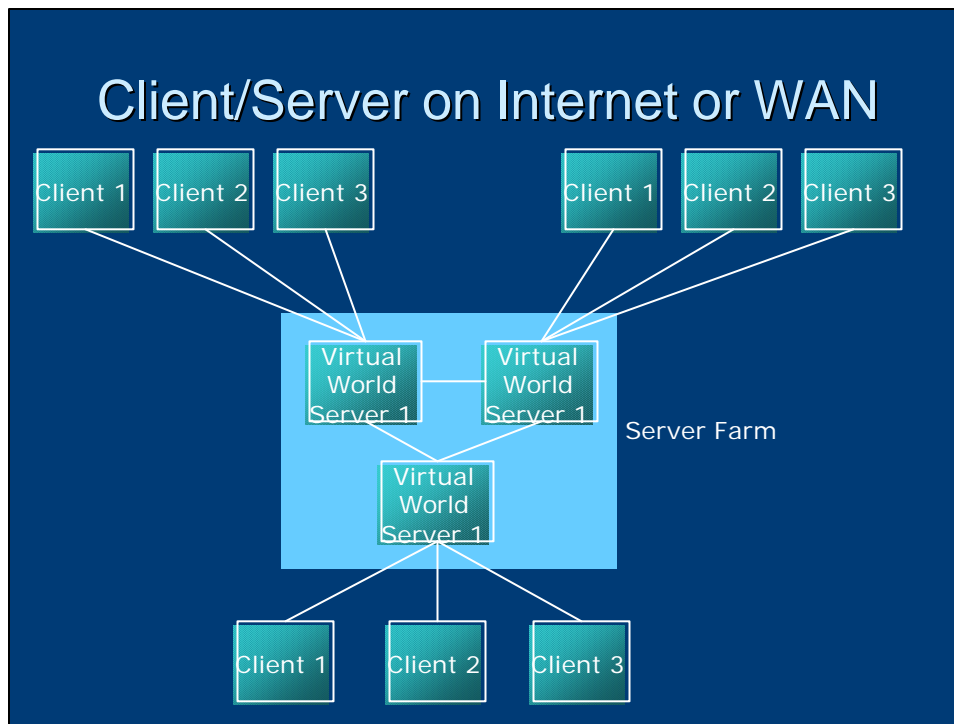 Client/Server on Internet or WAN
Client 1
Client 2
Client 3
Client 1
Client 2
Client 3
Virtual
World
Server 1
Virtual
World
Server 1
Server Farm
Virtual
World
Server 1
Client 1
Client 2
Client 3